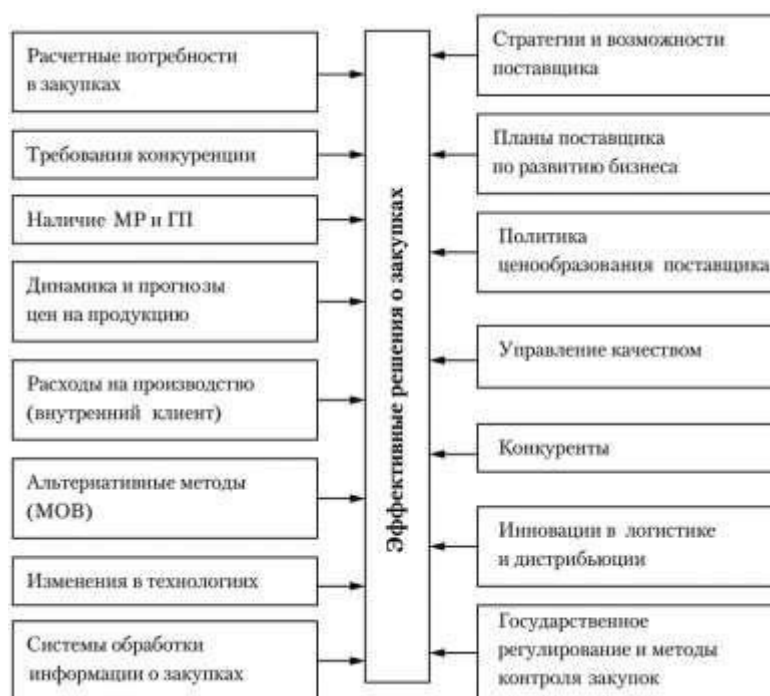 Расчетные потребности
в закупках
Требования конкуренции
Наличие МР и ГП
Динамика и прогнозы
цен на продукцию
Расходы на производство
(внутренний клиент)
Альтернативные методы
(МОВ)
Изменения в технологиях
Системы обработки
информации о закупках
Эффективные решения о закупках
Стратегии и возможности
поставщика
Планы поставщика
по развитию бизнеса
Политика
ценообразования поставщика
Управление качеством
Конкуренты
Инновации в логистике
и дистрибьюции
Государственное
регулирование и методы
контроля закупок